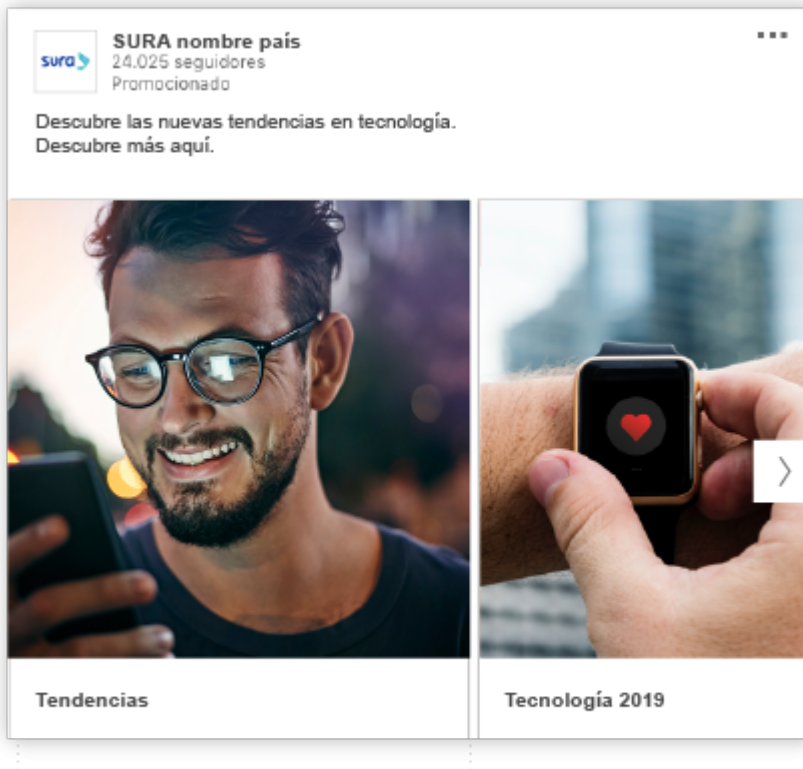 sura
SURA nombre país
24.025 seguidores
Promocionado
Descubre las nuevas tendencias en tecnología.
Descubre más aquí.
Tendencias
Tecnología 2019